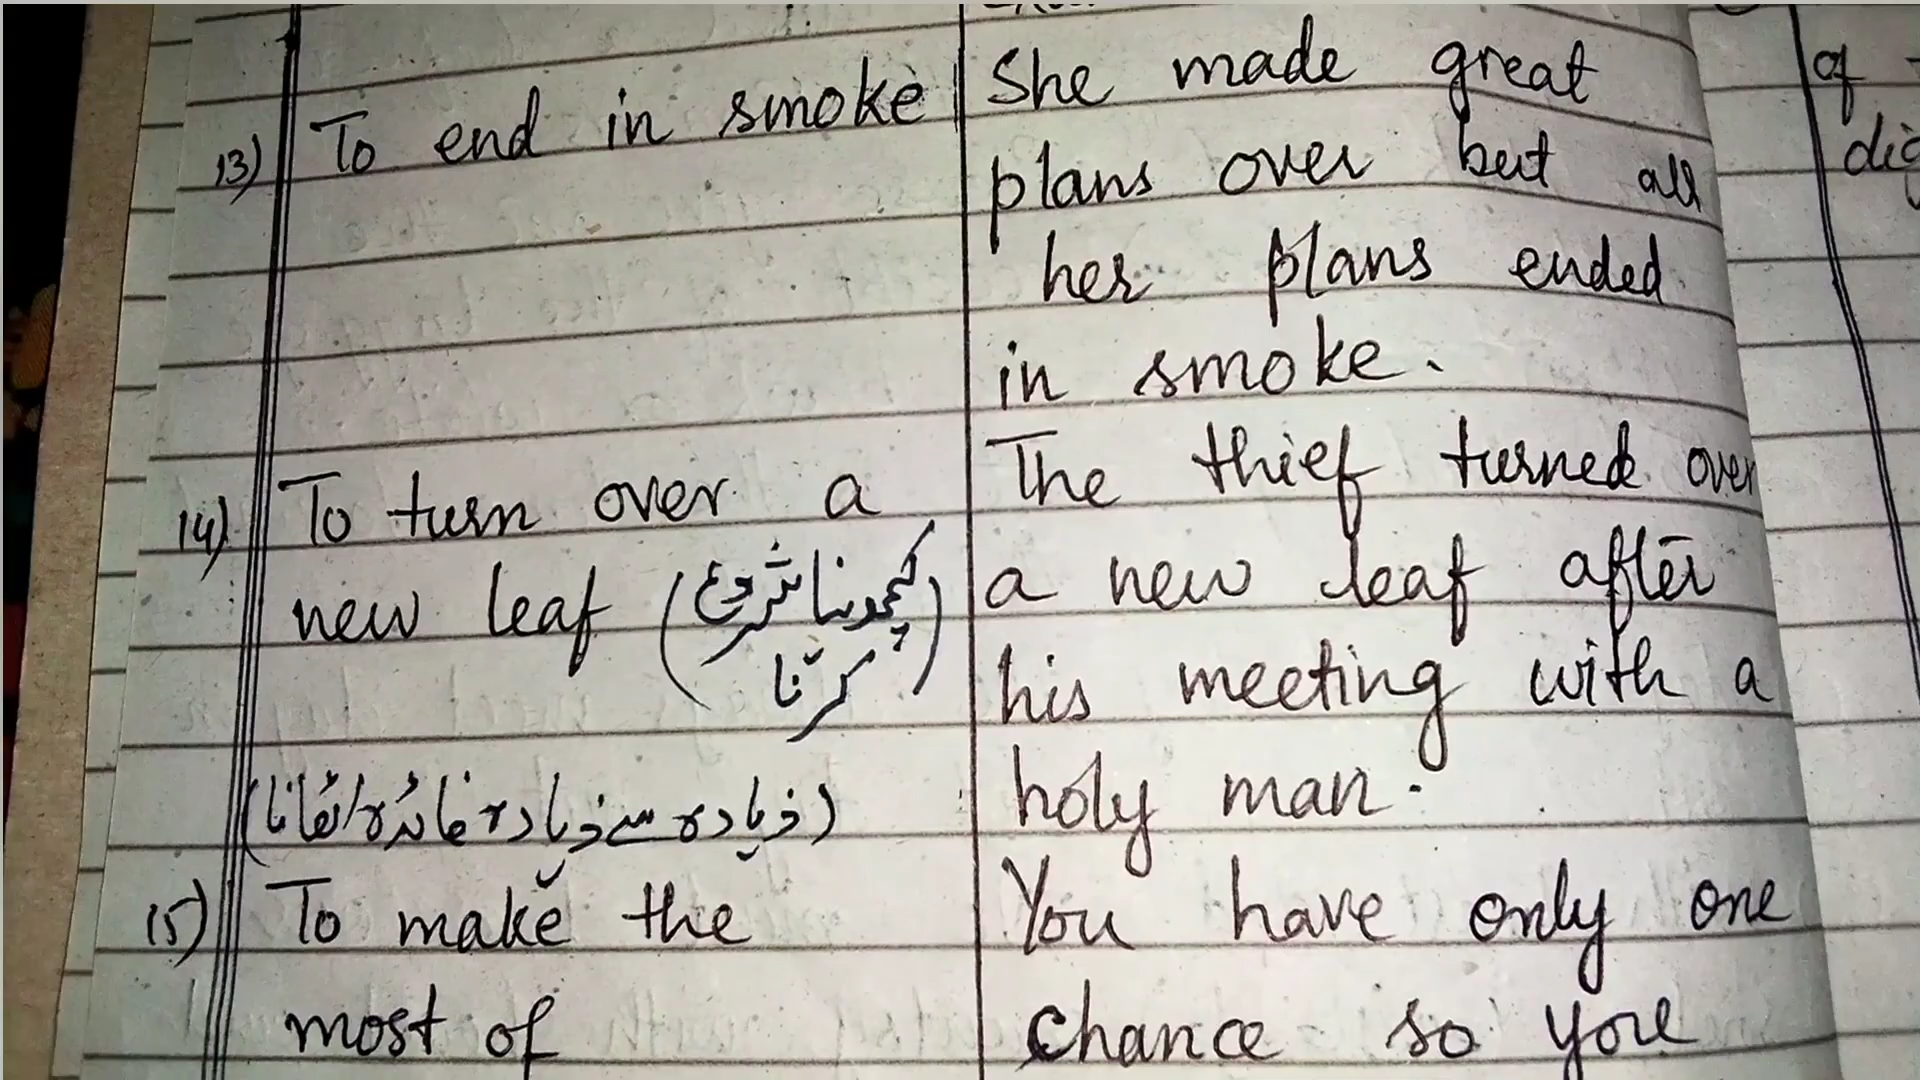 13) To end in smoke
She made great
plans over but all
her plans ended
in smoke.
14) To turn over a
new leaf (کچھ نیا شروع
کرنا)
The thief turned over
a new leaf after
his meeting with a
holy man.
(زیادہ سے زیادہ فائدہ اٹھانا)
15) To make the
most of
You have only one
chance so you
of